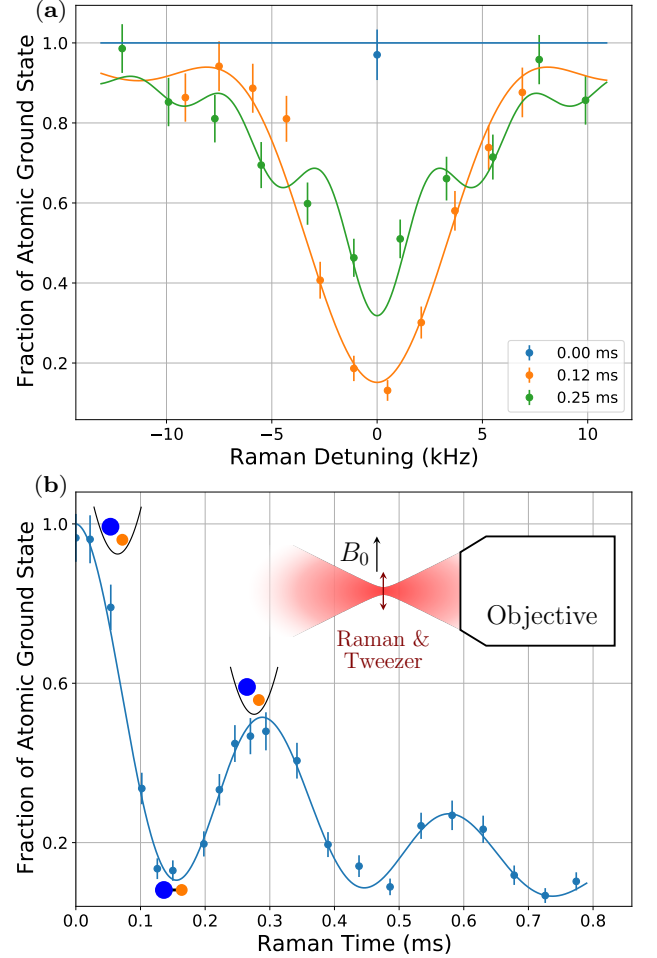 (a)
Fraction of Atomic Ground State
1.0
0.8
0.6
0.4
0.2
0.00 ms
0.12 ms
0.25 ms
−10
−5
0
5
10
Raman Detuning (kHz)
(b)
Fraction of Atomic Ground State
1.0
0.6
0.2
B₀
Objective
Raman &
Tweezer
0.0
0.1
0.2
0.3
0.4
0.5
0.6
0.7
0.8
Raman Time (ms)